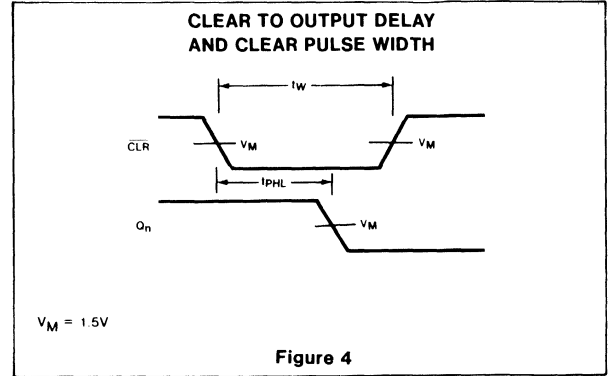 CLEAR TO OUTPUT DELAY
AND CLEAR PULSE WIDTH
tW
CLR
VM
VM
tPHL
Qn
VM
VM = 1.5V
Figure 4